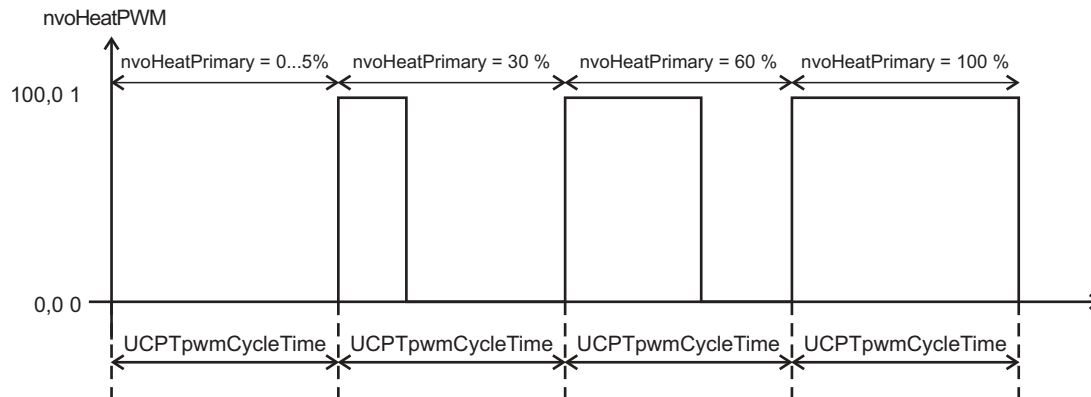 nvoHeatPWM
nvoHeatPrimary = 0...5%
nvoHeatPrimary = 30 %
nvoHeatPrimary = 60 %
nvoHeatPrimary = 100 %
100,0 1
0,0 0
UCPTpwmCycleTime
UCPTpwmCycleTime
UCPTpwmCycleTime
UCPTpwmCycleTime